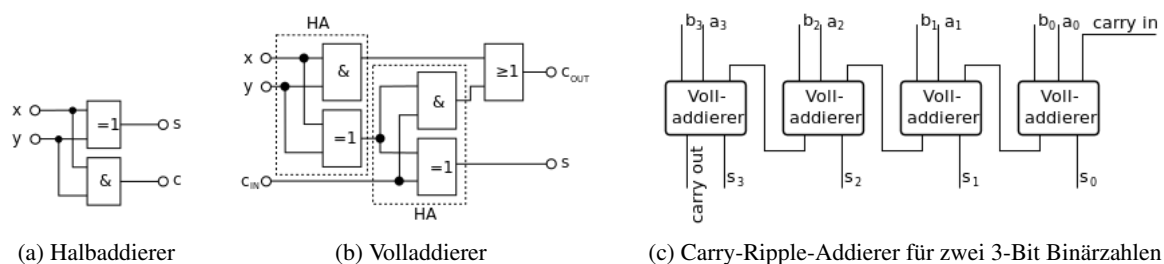 x
y
=1
&
s
c
(a) Halbaddierer
HA
x
y
&
=1
c_IN
&
=1
HA
≥1
c_OUT
s
(b) Volladdierer
b₃ a₃
b₂ a₂
b₁ a₁
b₀ a₀
carry in
Voll-
addierer
Voll-
addierer
Voll-
addierer
Voll-
addierer
carry out
s₃
s₂
s₁
s₀
(c) Carry-Ripple-Addierer für zwei 3-Bit Binärzahlen